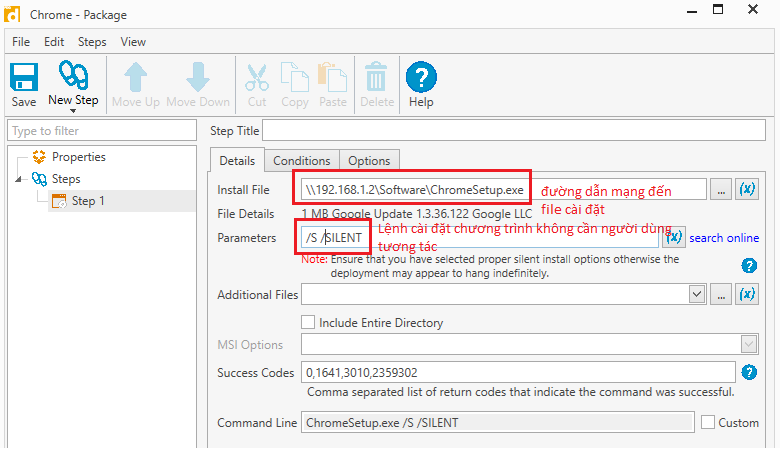 Chrome - Package
File Edit Steps View
Save New Step Move Up Move Down Cut Copy Paste Delete Help
Type to filter
Properties
Steps
Step 1
Step Title
Details Conditions Options
Install File \\192.168.1.2\Software\ChromeSetup.exe ... (x)
đường dẫn mạng đến
file cài đặt
File Details 1 MB Google Update 1.3.36.122 Google LLC
Parameters /S /SILENT (x) search online
Lệnh cài đặt chương trình không cần người dùng
tương tác
Note: Ensure that you have selected proper silent install options otherwise the
deployment may appear to hang indefinitely. ?
Additional Files ... (x)
Include Entire Directory
MSI Options
Success Codes 0,1641,3010,2359302 ?
Comma separated list of return codes that indicate the command was successful.
Command Line ChromeSetup.exe /S /SILENT Custom